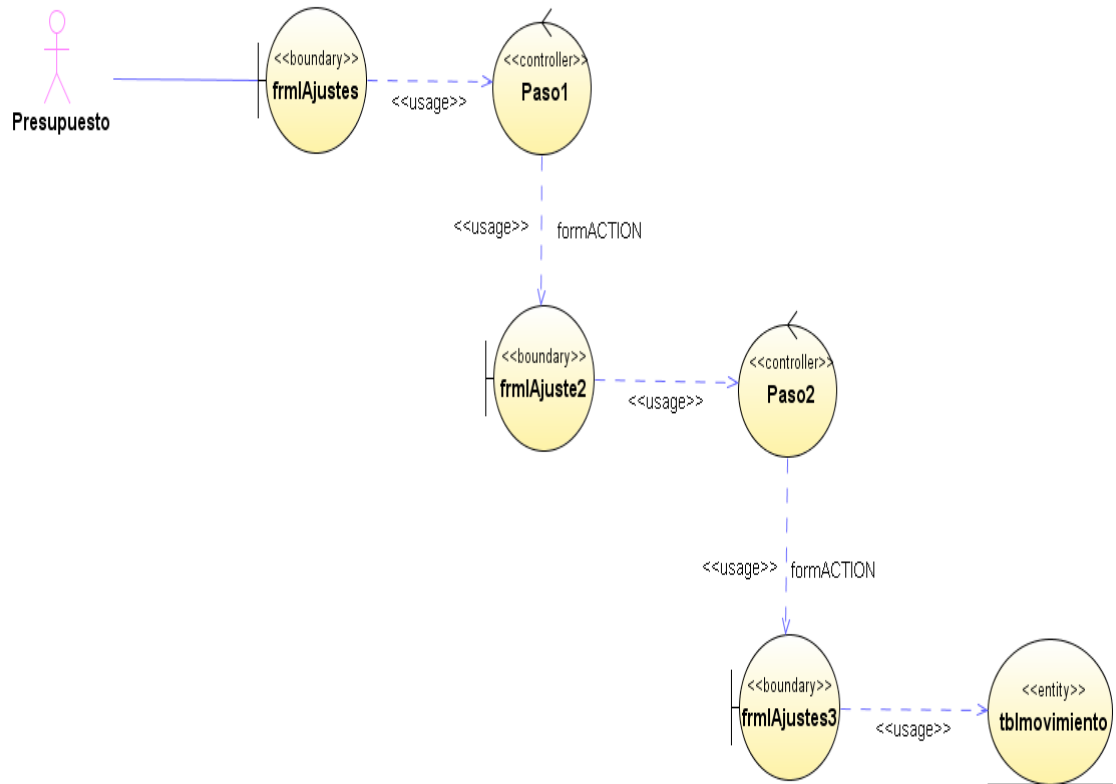 <<boundary>>
frmlAjustes
<<controller>>
Paso1
<<usage>>
Presupuesto
<<usage>>
formACTION
<<boundary>>
frmlAjuste2
<<controller>>
Paso2
<<usage>>
<<usage>>
formACTION
<<boundary>>
frmlAjustes3
<<entity>>
tblmovimiento
<<usage>>